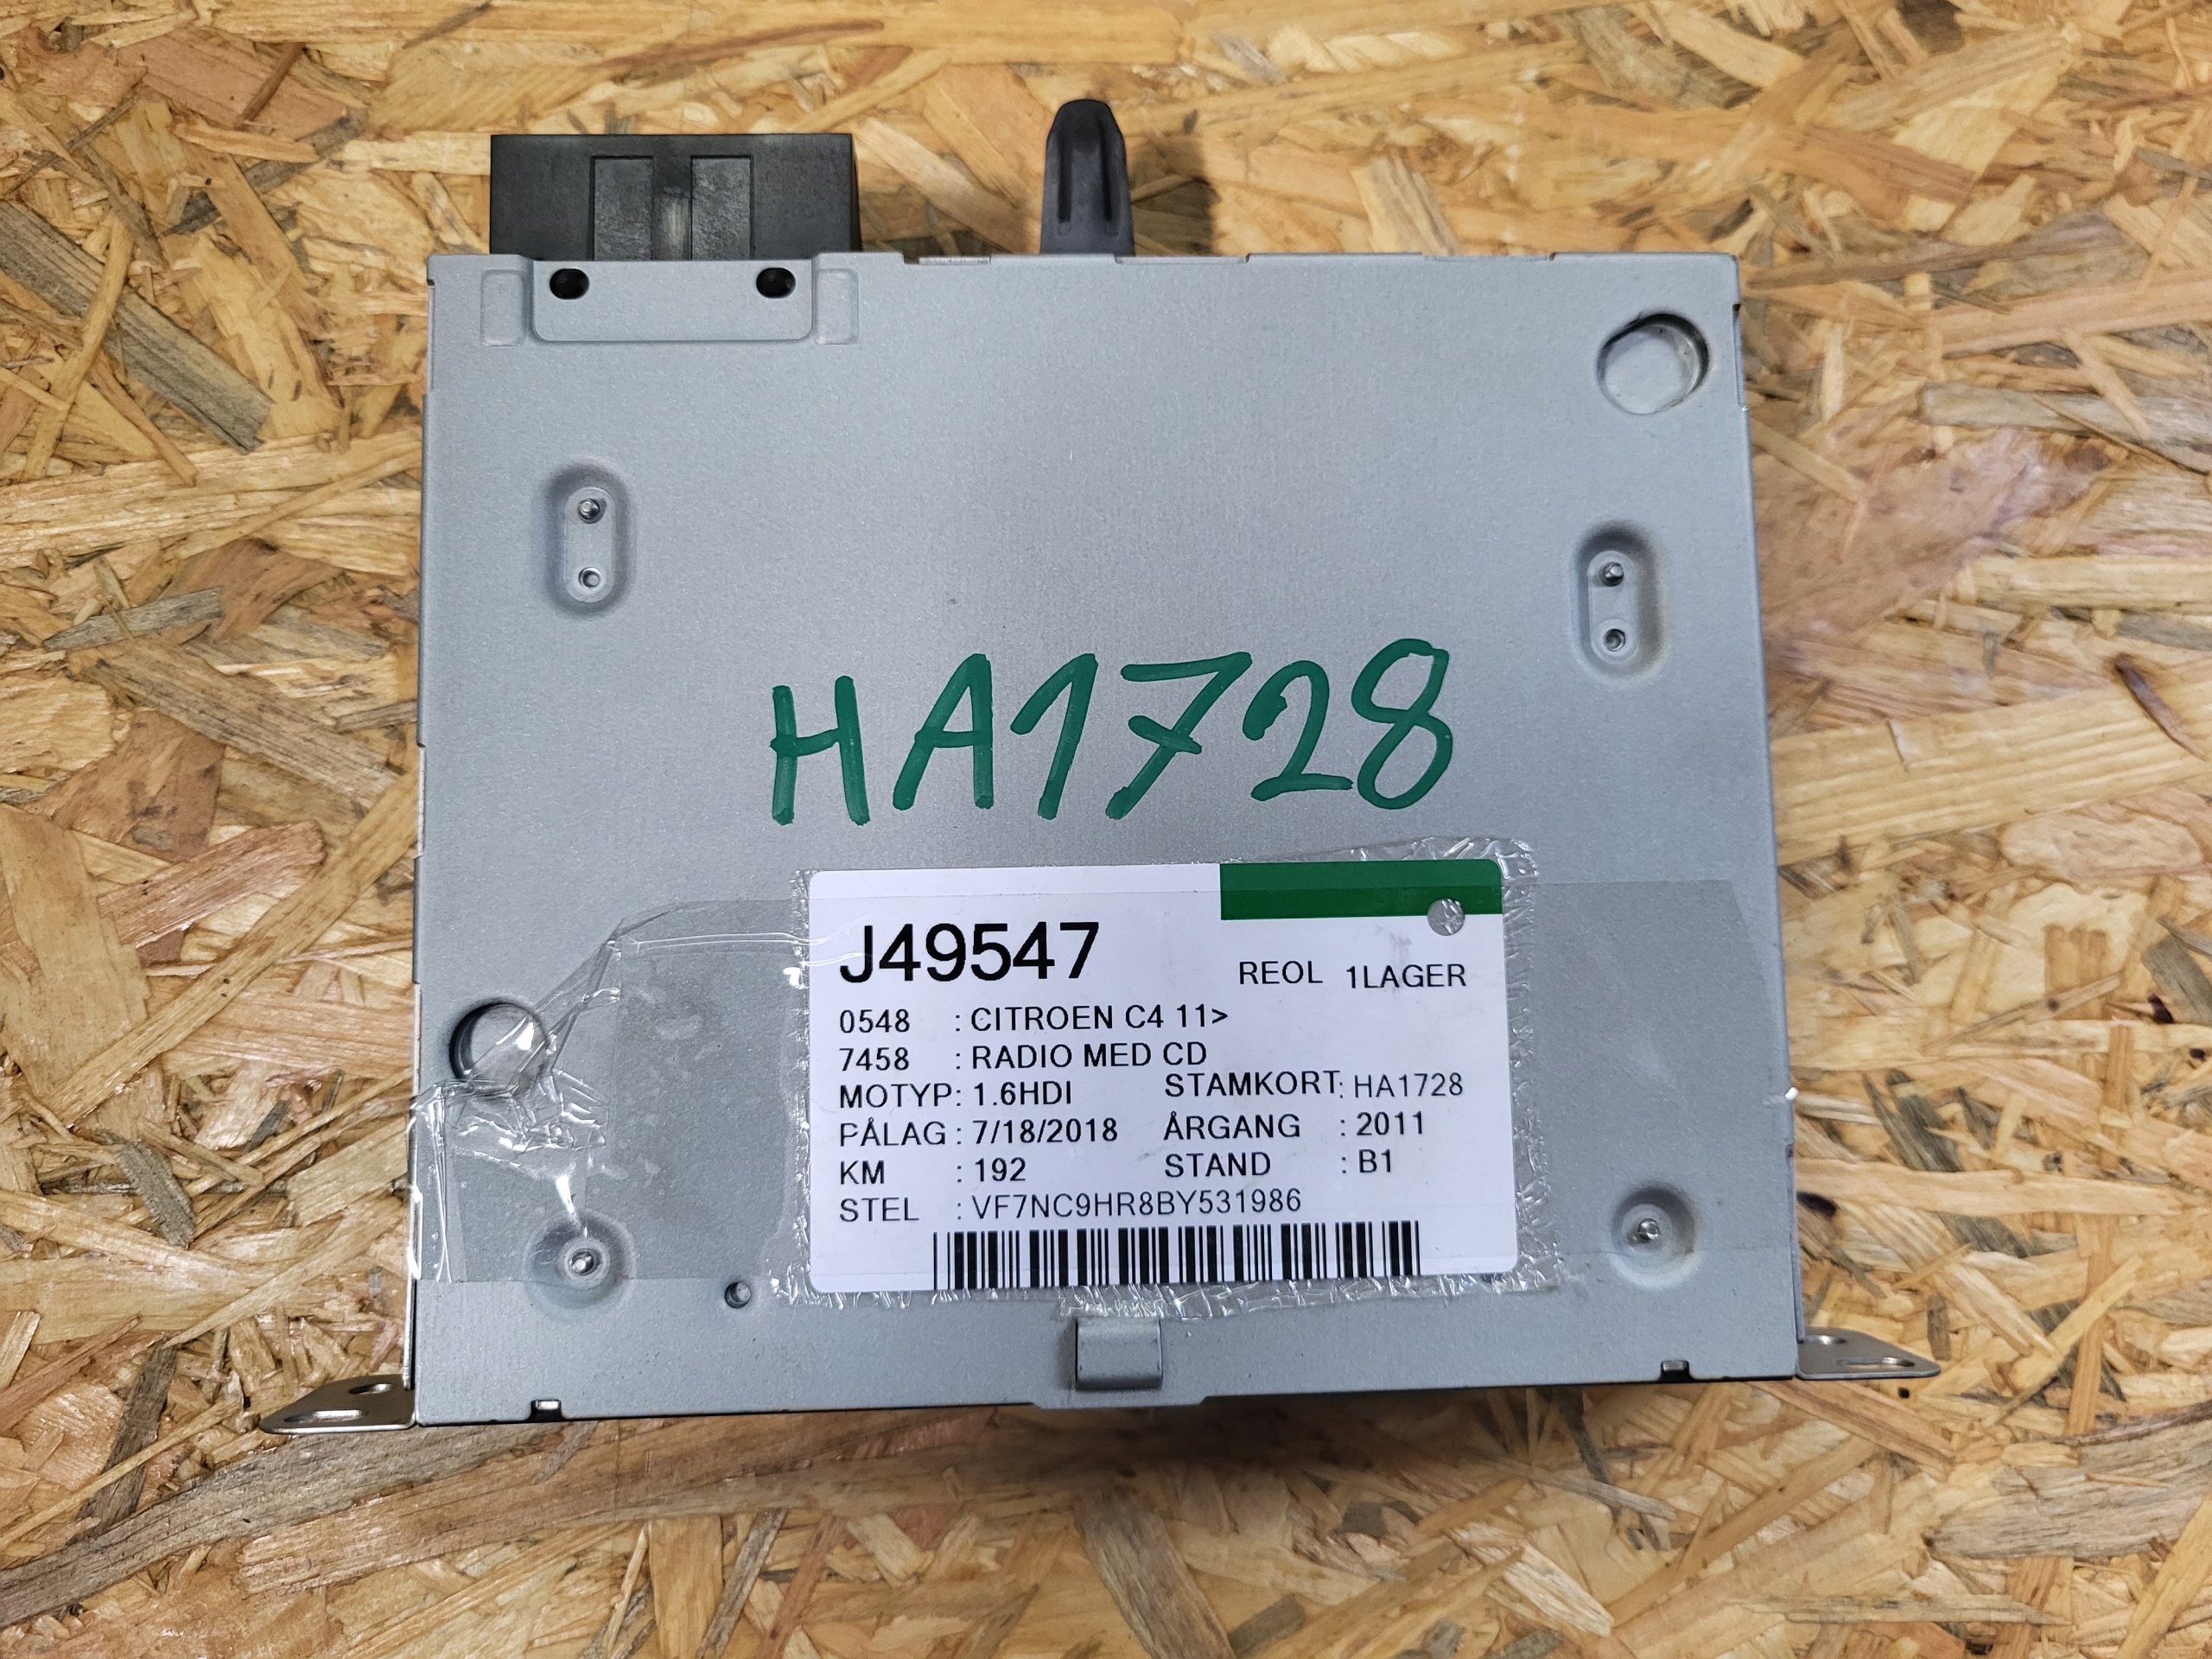 HA1728
J49547
REOL 1LAGER
0548 : CITROEN C4 11>
7458 : RADIO MED CD
MOTYP: 1.6HDI STAMKORT: HA1728
PÅLAG : 7/18/2018 ÅRGANG : 2011
KM : 192 STAND : B1
STEL : VF7NC9HR8BY531986